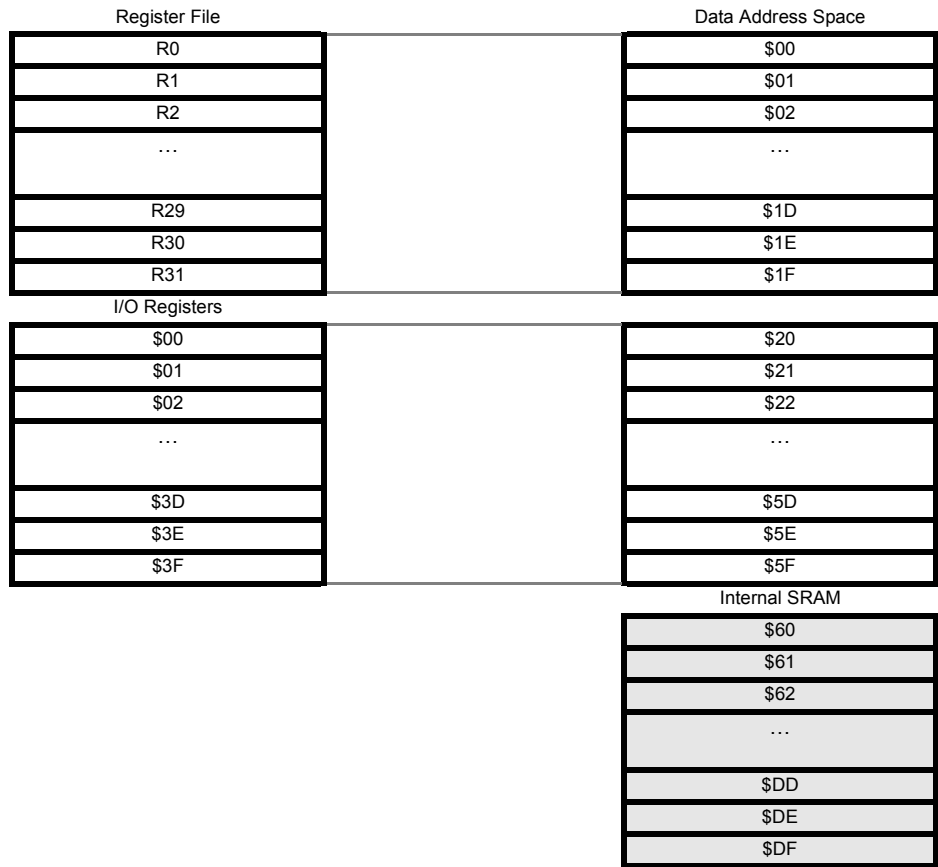 Register File Data Address Space
R0 $00
R1 $01
R2 $02
… …
R29 $1D
R30 $1E
R31 $1F
I/O Registers
$00 $20
$01 $21
$02 $22
… …
$3D $5D
$3E $5E
$3F $5F
Internal SRAM
$60
$61
$62
…
$DD
$DE
$DF